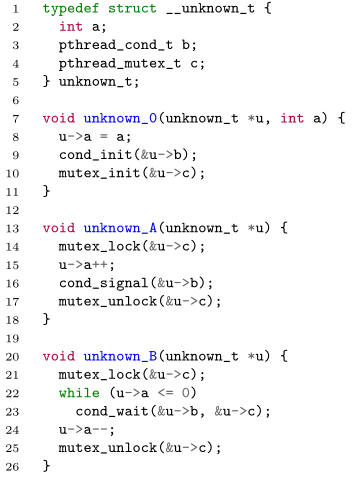 1 typedef struct __unknown_t {
2   int a;
3   pthread_cond_t b;
4   pthread_mutex_t c;
5 } unknown_t;
6
7 void unknown_0(unknown_t *u, int a) {
8   u->a = a;
9   cond_init(&u->b);
10   mutex_init(&u->c);
11 }
12
13 void unknown_A(unknown_t *u) {
14   mutex_lock(&u->c);
15   u->a++;
16   cond_signal(&u->b);
17   mutex_unlock(&u->c);
18 }
19
20 void unknown_B(unknown_t *u) {
21   mutex_lock(&u->c);
22   while (u->a <= 0)
23     cond_wait(&u->b, &u->c);
24   u->a--;
25   mutex_unlock(&u->c);
26 }